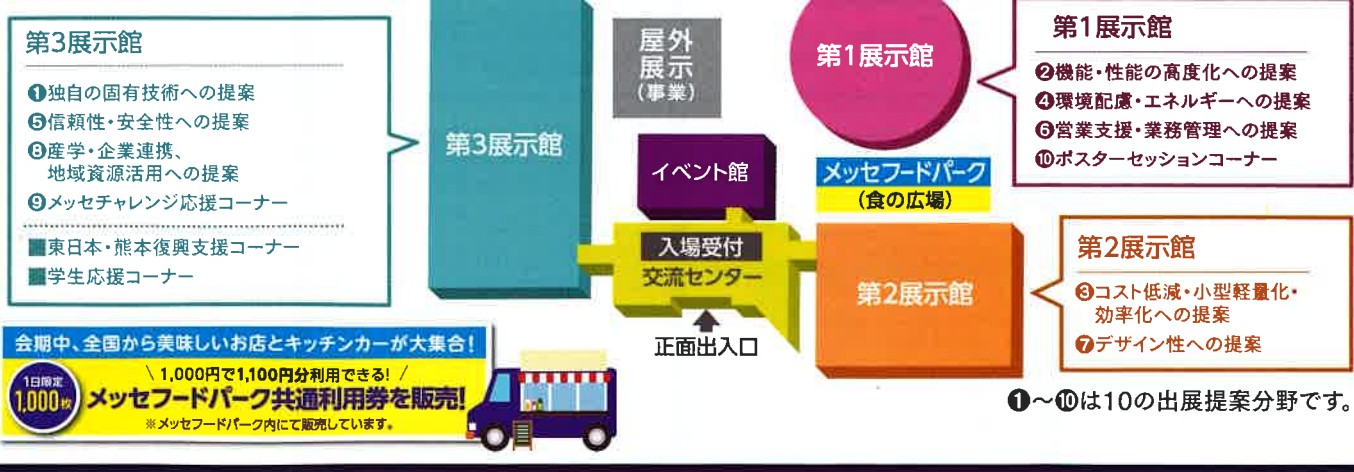 第3展示館
❶独自の固有技術への提案
❺信頼性・安全性への提案
❽産学・企業連携、
地域資源活用への提案
❾メッセチャレンジ応援コーナー
■東日本・熊本復興支援コーナー
■学生応援コーナー
第3展示館
屋外
展示
(事業)
イベント館
入場受付
交流センター
正面出入口
第1展示館
メッセフードパーク
(食の広場)
第2展示館
第1展示館
❷機能・性能の高度化への提案
❹環境配慮・エネルギーへの提案
❻営業支援・業務管理への提案
❿ポスターセッションコーナー
第2展示館
❸コスト低減・小型軽量化・
効率化への提案
❼デザイン性への提案
会期中、全国から美味しいお店とキッチンカーが大集合!
1日限定
1,000枚
\ 1,000円で1,100円分利用できる! /
メッセフードパーク共通利用券を販売!
※メッセフードパーク内にて販売しています。
❶〜❿は10の出展提案分野です。